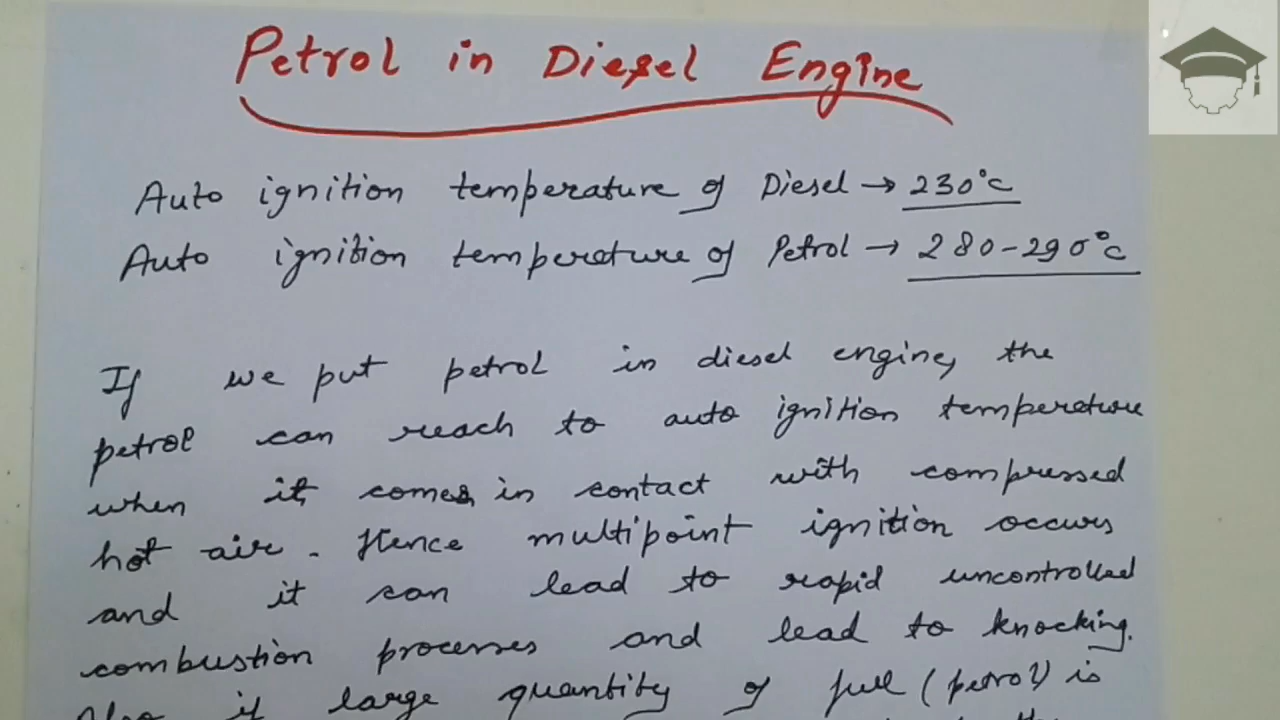 Petrol in Diesel Engine
Auto ignition temperature of Diesel → 230°C
Auto ignition temperature of Petrol → 280-290°C
If we put petrol in diesel engine, the
petrol can reach to auto ignition temperature
when it comes in contact with compressed
hot air. Hence multipoint ignition occurs
and it can lead to rapid uncontrolled
combustion processes and lead to knocking.
Also if large quantity of fuel (petrol) is